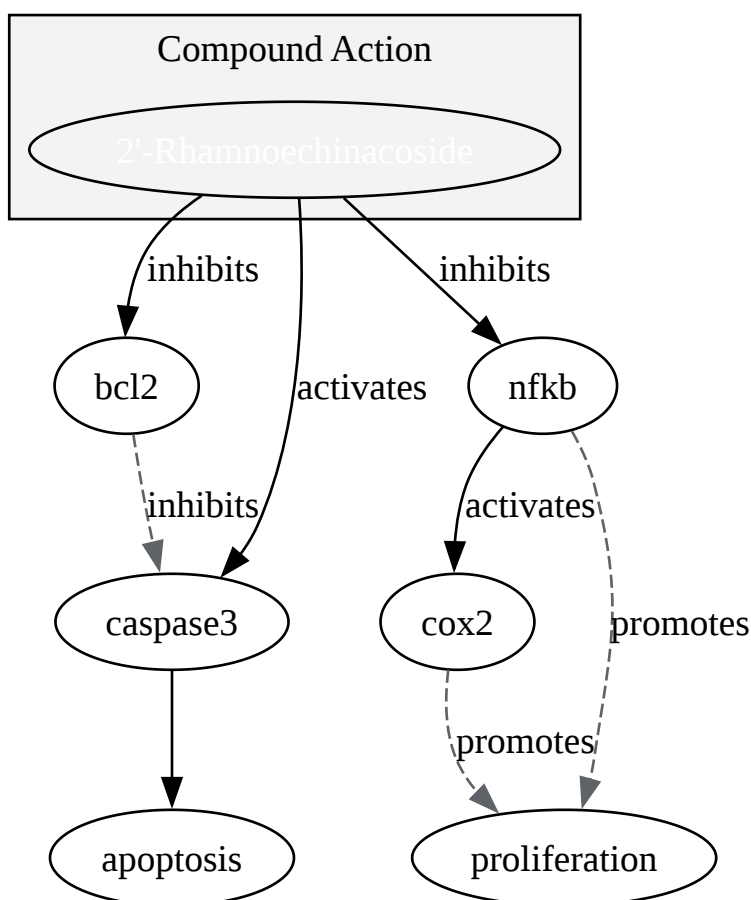 Compound Action
2'-Rhamnoechinacoside
inhibits
inhibits
bcl2
activates
nfkb
inhibits
activates
caspase3
cox2
promotes
promotes
apoptosis
proliferation